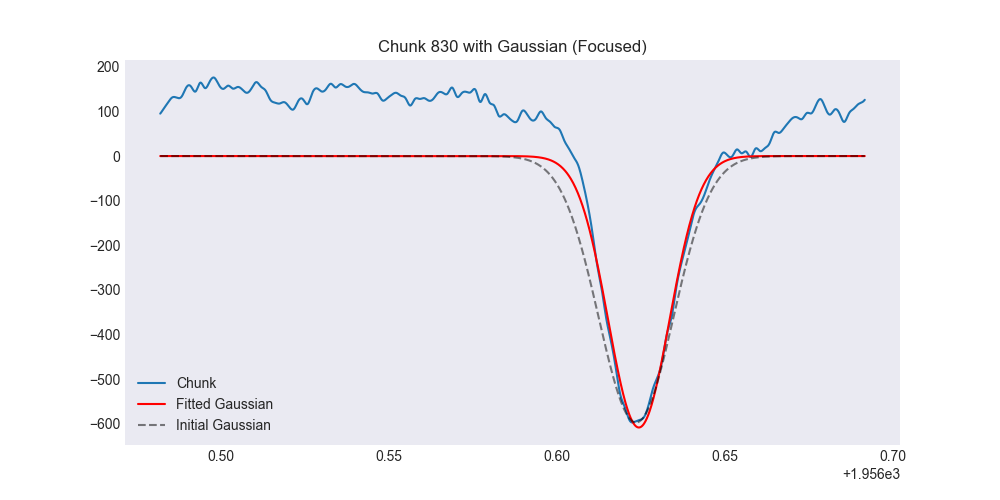 Chunk 830 with Gaussian (Focused)
200
100
0
−100
−200
−300
−400
−500
−600
Chunk
Fitted Gaussian
Initial Gaussian
0.50 0.55 0.60 0.65 0.70
+1.956e3